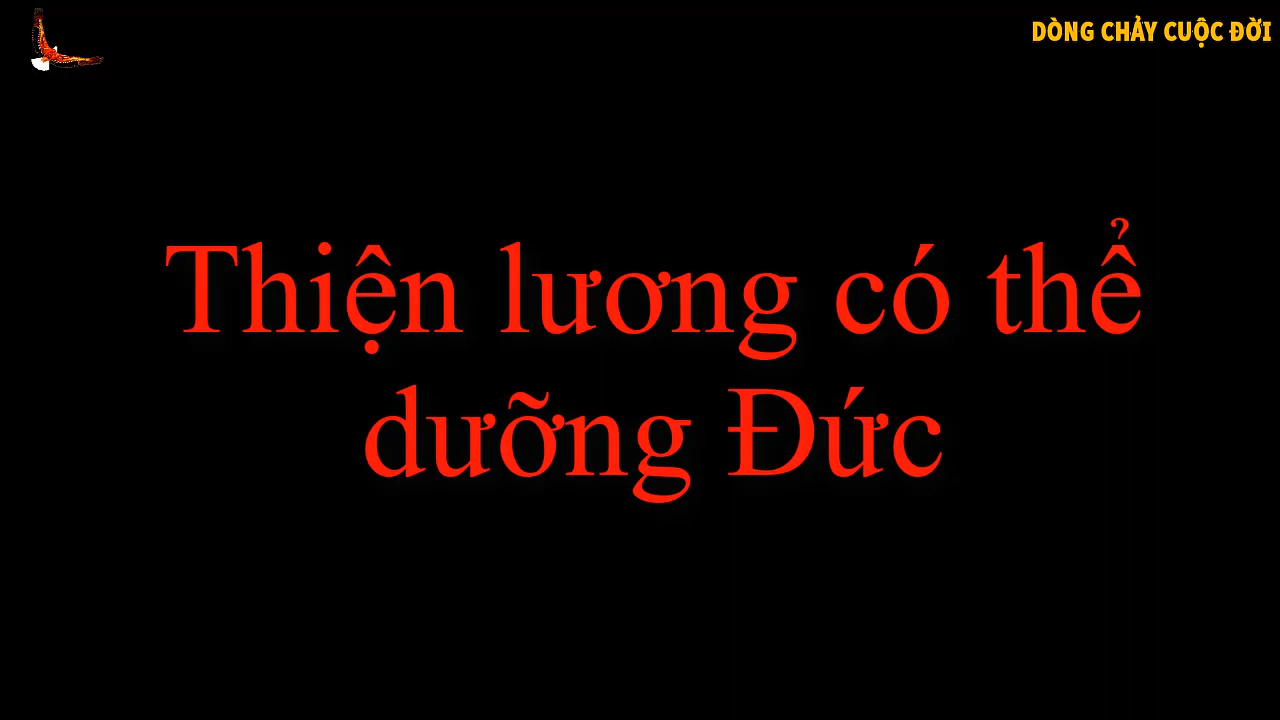 DÒNG CHẢY CUỘC ĐỜI
Thiện lương có thể
dưỡng Đức